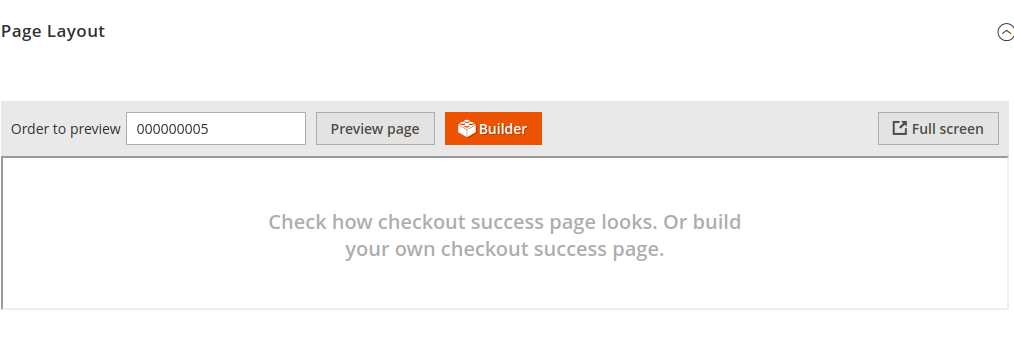 Page Layout
Order to preview 000000005 Preview page Builder Full screen
Check how checkout success page looks. Or build
your own checkout success page.